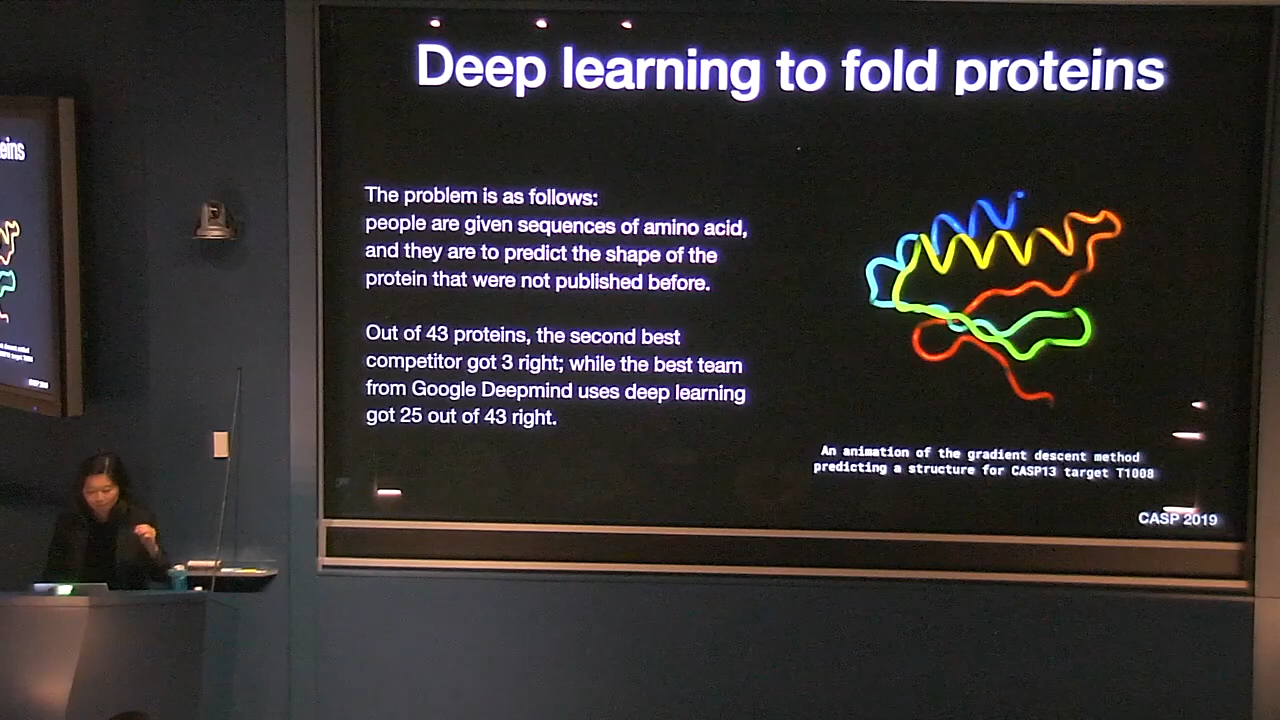 Deep learning to fold proteins
eins
The problem is as follows:
people are given sequences of amino acid,
and they are to predict the shape of the
protein that were not published before.
Out of 43 proteins, the second best
competitor got 3 right; while the best team
from Google Deepmind uses deep learning
got 25 out of 43 right.
An animation of the gradient descent method
predicting a structure for CASP13 target T1008
CASP 2019